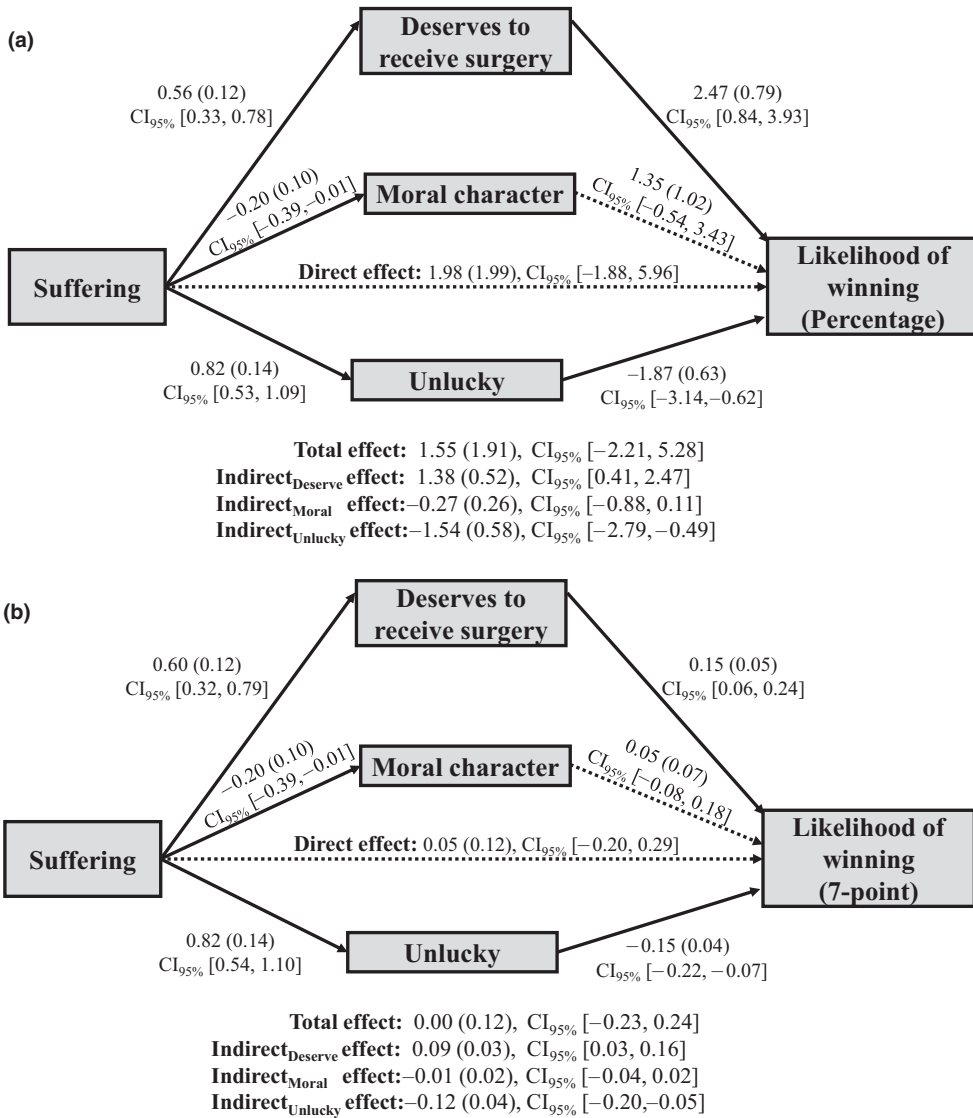 (a)
Deserves to
receive surgery
0.56 (0.12)
CI95% [0.33, 0.78]
2.47 (0.79)
CI95% [0.84, 3.93]
−0.20 (0.10)
CI95% [−0.39, −0.01]
Moral character
1.35 (1.02)
CI95% [−0.54, 3.43]
Suffering
Direct effect: 1.98 (1.99), CI95% [−1.88, 5.96]
Likelihood of
winning
(Percentage)
0.82 (0.14)
CI95% [0.53, 1.09]
Unlucky
−1.87 (0.63)
CI95% [−3.14,−0.62]
Total effect: 1.55 (1.91), CI95% [−2.21, 5.28]
IndirectDeserve effect: 1.38 (0.52), CI95% [0.41, 2.47]
IndirectMoral effect:−0.27 (0.26), CI95% [−0.88, 0.11]
IndirectUnlucky effect:−1.54 (0.58), CI95% [−2.79, −0.49]
(b)
Deserves to
receive surgery
0.60 (0.12)
CI95% [0.32, 0.79]
0.15 (0.05)
CI95% [0.06, 0.24]
−0.20 (0.10)
CI95% [−0.39, −0.01]
Moral character
0.05 (0.07)
CI95% [−0.08, 0.18]
Suffering
Direct effect: 0.05 (0.12), CI95% [−0.20, 0.29]
Likelihood of
winning
(7-point)
0.82 (0.14)
CI95% [0.54, 1.10]
Unlucky
−0.15 (0.04)
CI95% [−0.22, −0.07]
Total effect: 0.00 (0.12), CI95% [−0.23, 0.24]
IndirectDeserve effect: 0.09 (0.03), CI95% [0.03, 0.16]
IndirectMoral effect:−0.01 (0.02), CI95% [−0.04, 0.02]
IndirectUnlucky effect:−0.12 (0.04), CI95% [−0.20,−0.05]